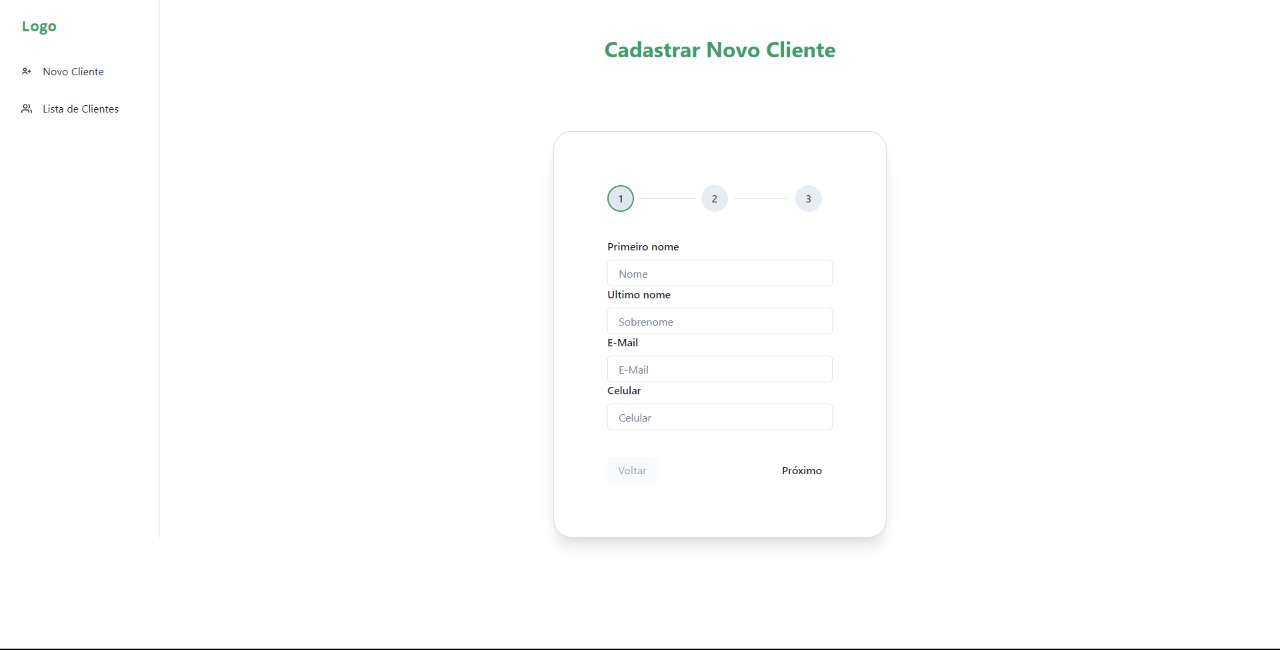 Logo
Novo Cliente
Lista de Clientes
Cadastrar Novo Cliente
1 2 3
Primeiro nome
Nome
Ultimo nome
Sobrenome
E-Mail
E-Mail
Celular
Celular
Voltar Próximo